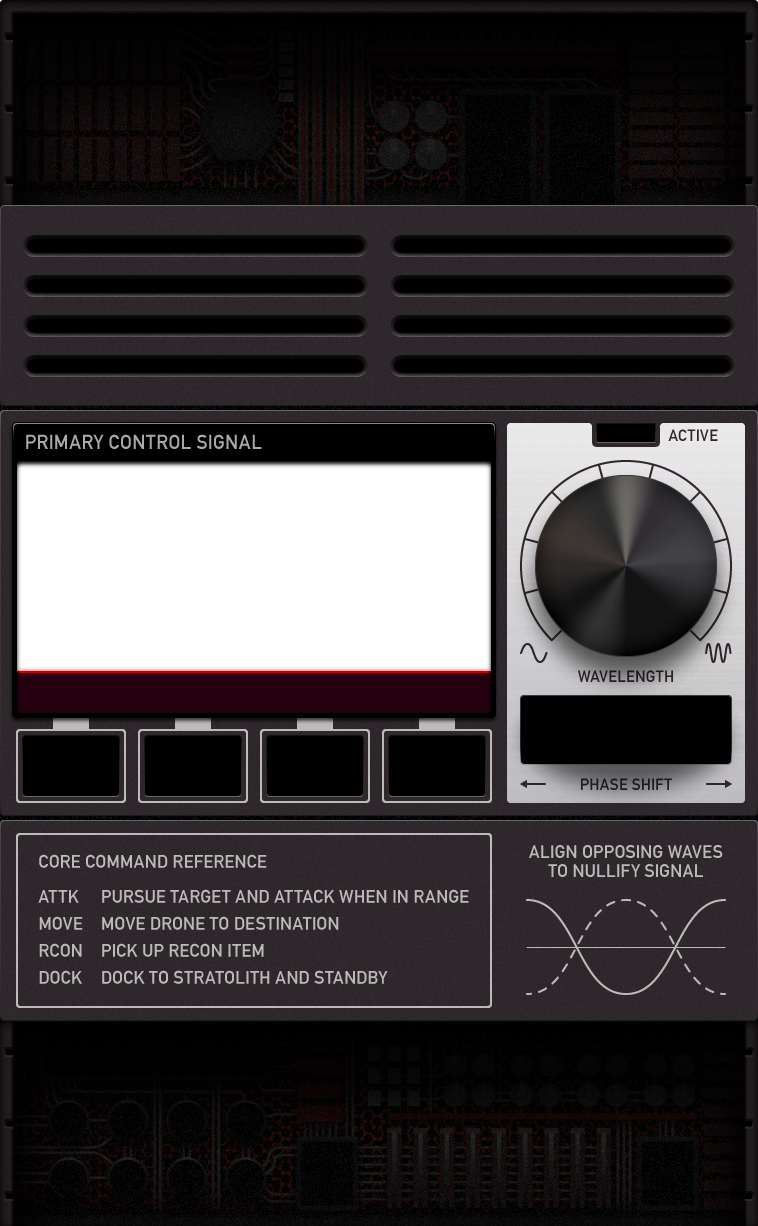 PRIMARY CONTROL SIGNAL
ACTIVE
WAVELENGTH
PHASE SHIFT
CORE COMMAND REFERENCE
ATTK PURSUE TARGET AND ATTACK WHEN IN RANGE
MOVE MOVE DRONE TO DESTINATION
RCON PICK UP RECON ITEM
DOCK DOCK TO STRATOLITH AND STANDBY
ALIGN OPPOSING WAVES
TO NULLIFY SIGNAL